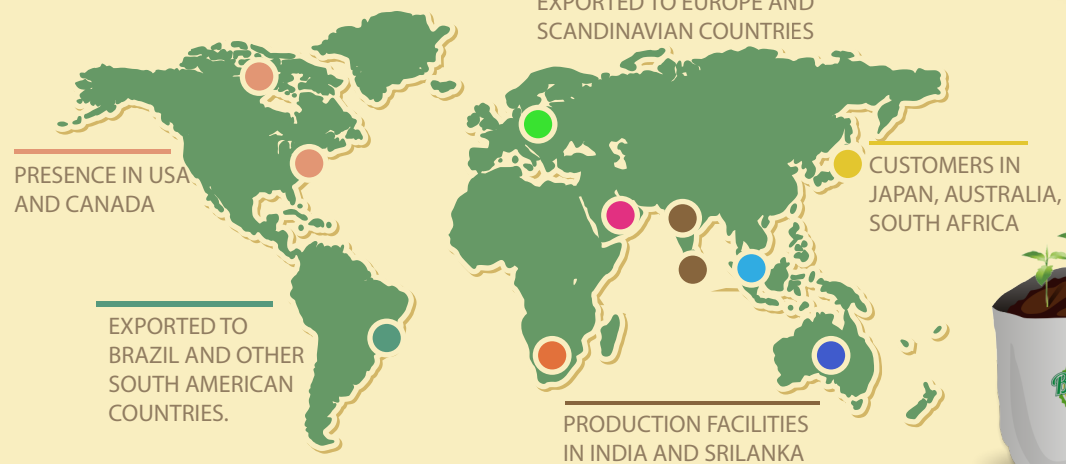 EXPORTED TO EUROPE AND
SCANDINAVIAN COUNTRIES
PRESENCE IN USA
AND CANADA
CUSTOMERS IN
JAPAN, AUSTRALIA,
SOUTH AFRICA
EXPORTED TO
BRAZIL AND OTHER
SOUTH AMERICAN
COUNTRIES.
PRODUCTION FACILITIES
IN INDIA AND SRILANKA